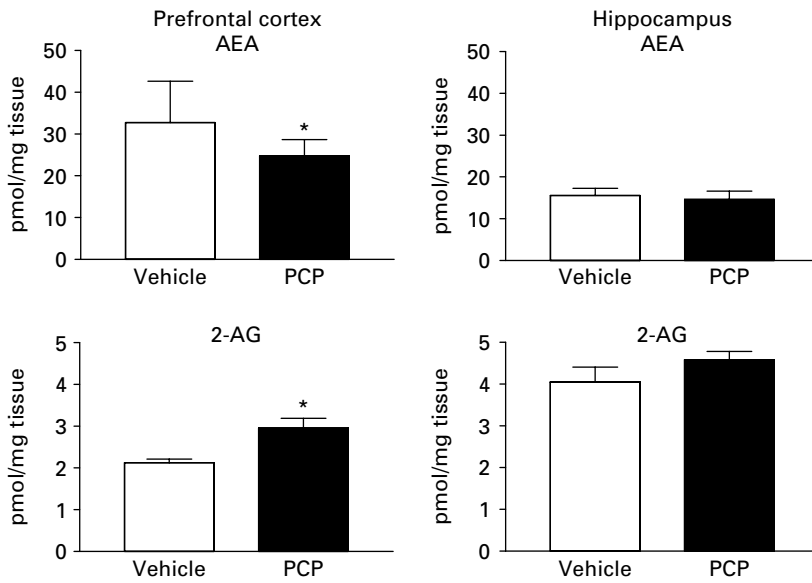 Prefrontal cortex
AEA
50
40
30
20
10
0
pmol/mg tissue
*
Vehicle PCP
Hippocampus
AEA
50
40
30
20
10
0
pmol/mg tissue
Vehicle PCP
2-AG
5
4
3
2
1
0
pmol/mg tissue
*
Vehicle PCP
2-AG
5
4
3
2
1
0
pmol/mg tissue
Vehicle PCP